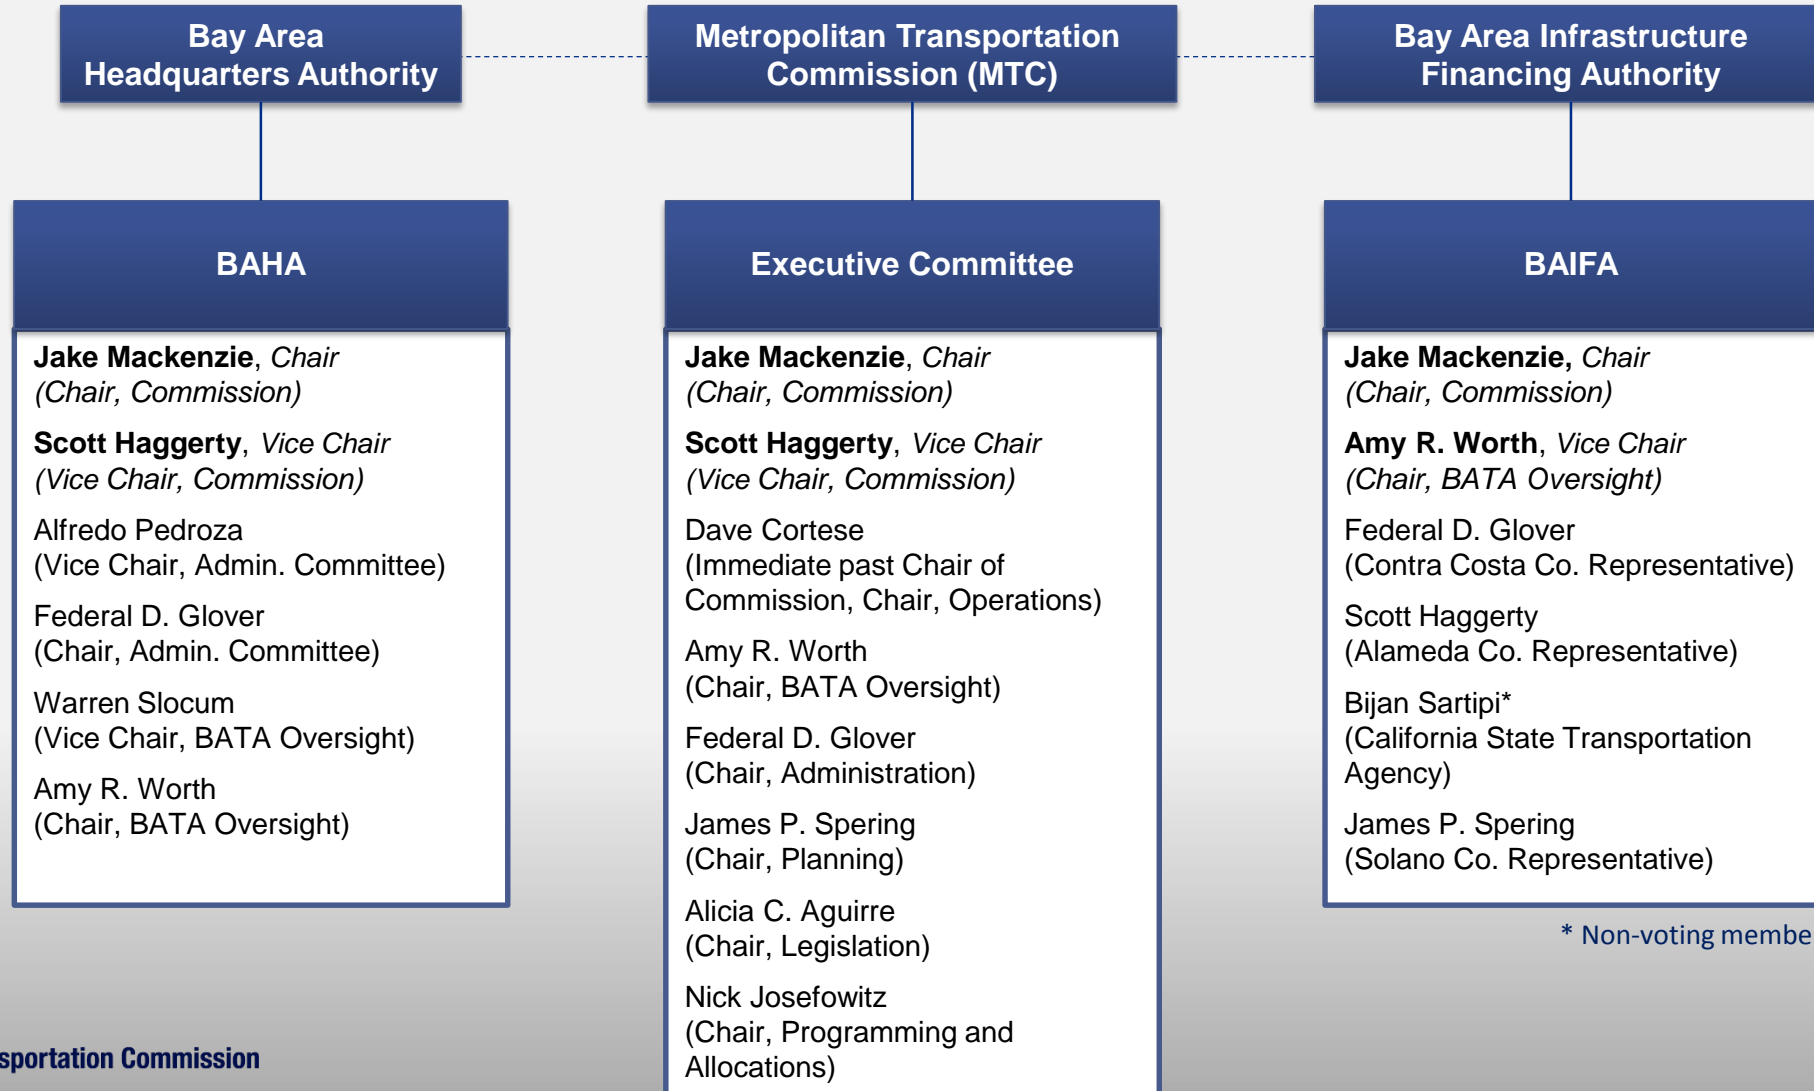 Bay Area
Headquarters Authority
Metropolitan Transportation
Commission (MTC)
Bay Area Infrastructure
Financing Authority
BAHA
Jake Mackenzie, Chair
(Chair, Commission)
Scott Haggerty, Vice Chair
(Vice Chair, Commission)
Alfredo Pedroza
(Vice Chair, Admin. Committee)
Federal D. Glover
(Chair, Admin. Committee)
Warren Slocum
(Vice Chair, BATA Oversight)
Amy R. Worth
(Chair, BATA Oversight)
Executive Committee
Jake Mackenzie, Chair
(Chair, Commission)
Scott Haggerty, Vice Chair
(Vice Chair, Commission)
Dave Cortese
(Immediate past Chair of
Commission, Chair, Operations)
Amy R. Worth
(Chair, BATA Oversight)
Federal D. Glover
(Chair, Administration)
James P. Spering
(Chair, Planning)
Alicia C. Aguirre
(Chair, Legislation)
Nick Josefowitz
(Chair, Programming and
Allocations)
BAIFA
Jake Mackenzie, Chair
(Chair, Commission)
Amy R. Worth, Vice Chair
(Chair, BATA Oversight)
Federal D. Glover
(Contra Costa Co. Representative)
Scott Haggerty
(Alameda Co. Representative)
Bijan Sartipi*
(California State Transportation
Agency)
James P. Spering
(Solano Co. Representative)
* Non-voting membe
sportation Commission